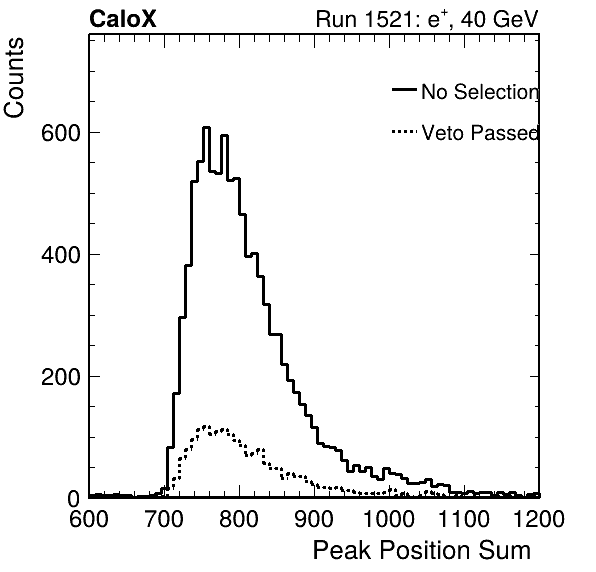 CaloX Run 1521: e⁺, 40 GeV
Counts
No Selection
Veto Passed
600
400
200
0
600 700 800 900 1000 1100 1200
Peak Position Sum